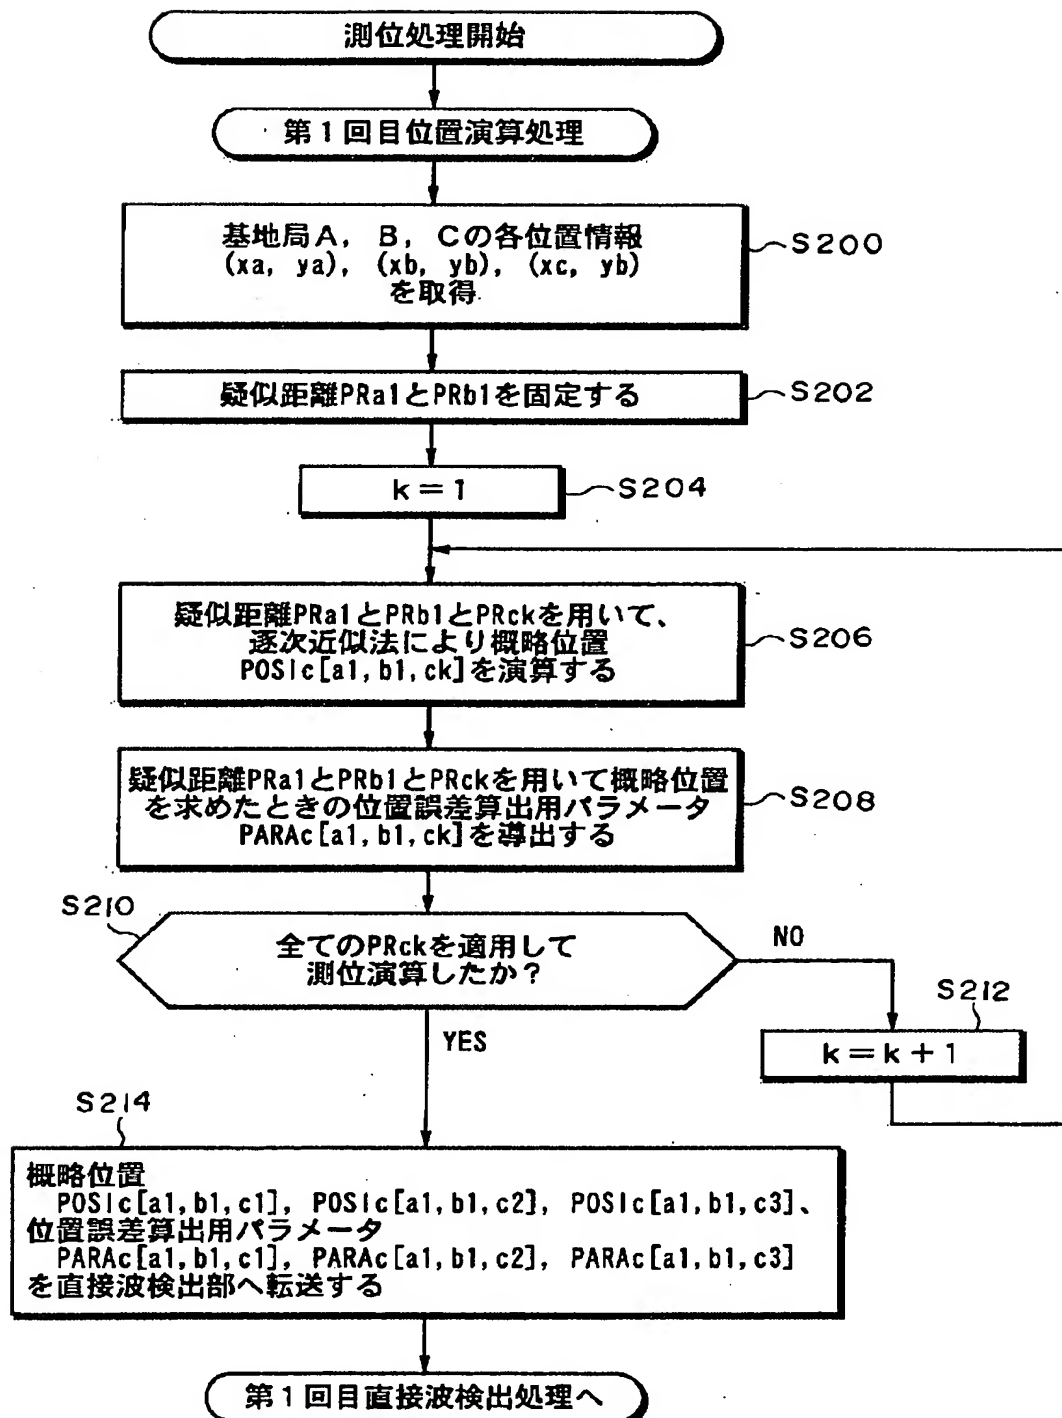 測位処理開始
第1回目位置演算処理
基地局A, B, Cの各位置情報
(xa, ya), (xb, yb), (xc, yb)
を取得
S200
疑似距離PRa1とPRb1を固定する
S202
k=1
S204
疑似距離PRa1とPRb1とPRckを用いて、
逐次近似法により概略位置
POSIc[a1,b1,ck]を演算する
S206
疑似距離PRa1とPRb1とPRckを用いて概略位置
を求めたときの位置誤差算出用パラメータ
PARAc[a1,b1,ck]を導出する
S208
S210
全てのPRckを適用して
測位演算したか？
NO
S212
k=k+1
YES
S214
概略位置
POSIc[a1,b1,c1], POSIc[a1,b1,c2], POSIc[a1,b1,c3]、
位置誤差算出用パラメータ
PARAc[a1,b1,c1], PARAc[a1,b1,c2], PARAc[a1,b1,c3]
を直接波検出部へ転送する
第1回目直接波検出処理へ